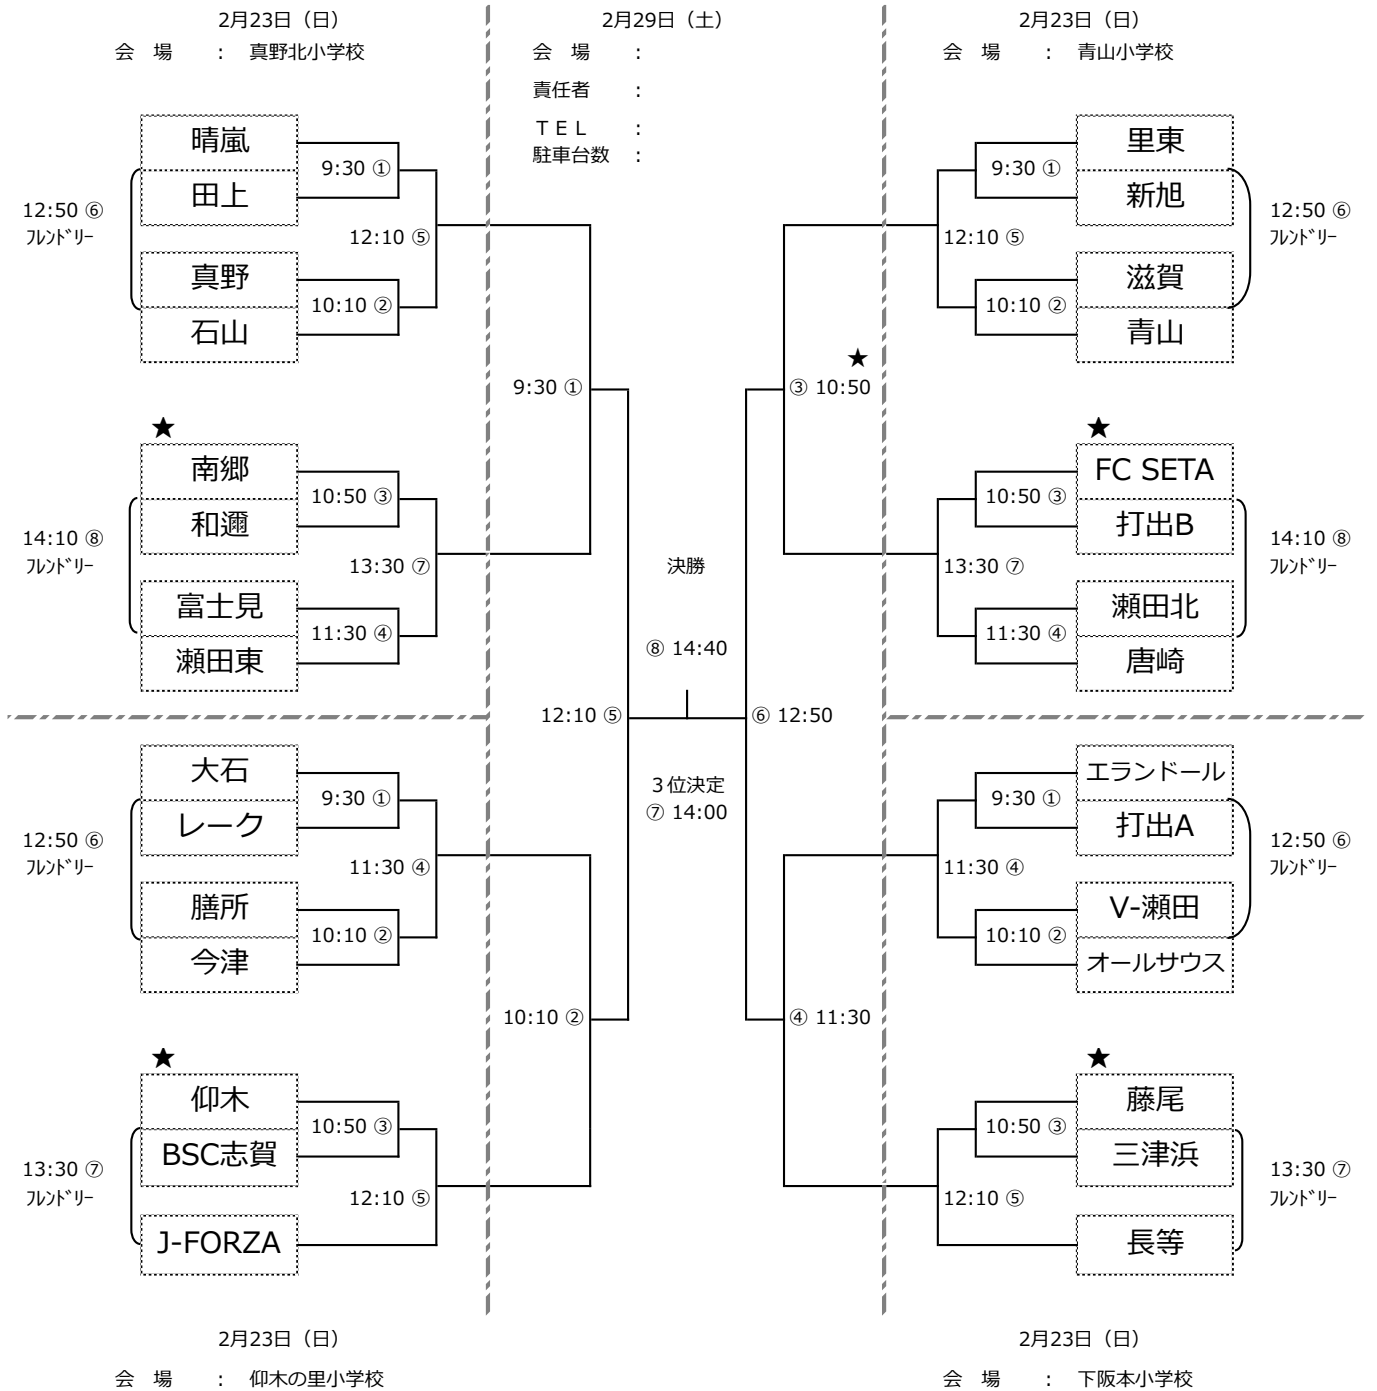 2月23日（日）
会　場　：　真野北小学校
2月29日（土）
会　場　：
責任者　：
ＴＥＬ　：
駐車台数　：
2月23日（日）
会　場　：　青山小学校
晴嵐
田上
9:30 ①
12:50 ⑥
ﾌﾚﾝﾄﾞﾘｰ
12:10 ⑤
真野
石山
10:10 ②
9:30 ①
★
南郷
和邇
10:50 ③
14:10 ⑧
ﾌﾚﾝﾄﾞﾘｰ
13:30 ⑦
富士見
瀬田東
11:30 ④
里東
新旭
9:30 ①
12:50 ⑥
ﾌﾚﾝﾄﾞﾘｰ
12:10 ⑤
滋賀
青山
10:10 ②
★
③ 10:50
★
FC SETA
打出B
10:50 ③
14:10 ⑧
ﾌﾚﾝﾄﾞﾘｰ
13:30 ⑦
瀬田北
唐崎
11:30 ④
決勝
⑧ 14:40
12:10 ⑤
⑥ 12:50
３位決定
⑦ 14:00
大石
レーク
9:30 ①
12:50 ⑥
ﾌﾚﾝﾄﾞﾘｰ
11:30 ④
膳所
今津
10:10 ②
10:10 ②
★
仰木
BSC志賀
10:50 ③
13:30 ⑦
ﾌﾚﾝﾄﾞﾘｰ
12:10 ⑤
J-FORZA
エランドール
打出A
9:30 ①
12:50 ⑥
ﾌﾚﾝﾄﾞﾘｰ
11:30 ④
V-瀬田
オールサウス
10:10 ②
④ 11:30
★
藤尾
三津浜
10:50 ③
13:30 ⑦
ﾌﾚﾝﾄﾞﾘｰ
12:10 ⑤
長等
2月23日（日）
会　場　：　仰木の里小学校
2月23日（日）
会　場　：　下阪本小学校